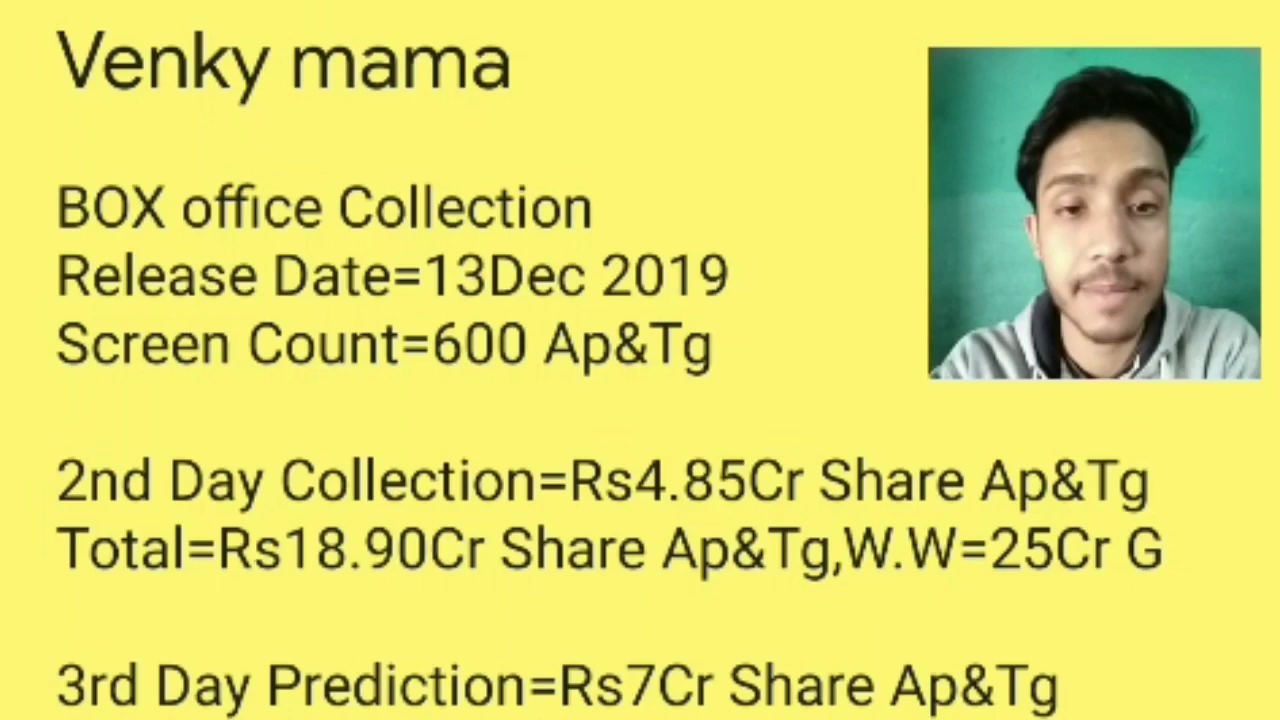 Venky mama
BOX office Collection
Release Date=13Dec 2019
Screen Count=600 Ap&Tg
2nd Day Collection=Rs4.85Cr Share Ap&Tg
Total=Rs18.90Cr Share Ap&Tg,W.W=25Cr G
3rd Day Prediction=Rs7Cr Share Ap&Tg